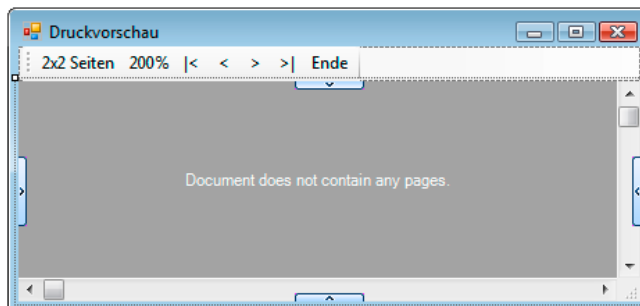 Druckvorschau
2x2 Seiten 200% |< < > >| Ende
Document does not contain any pages.